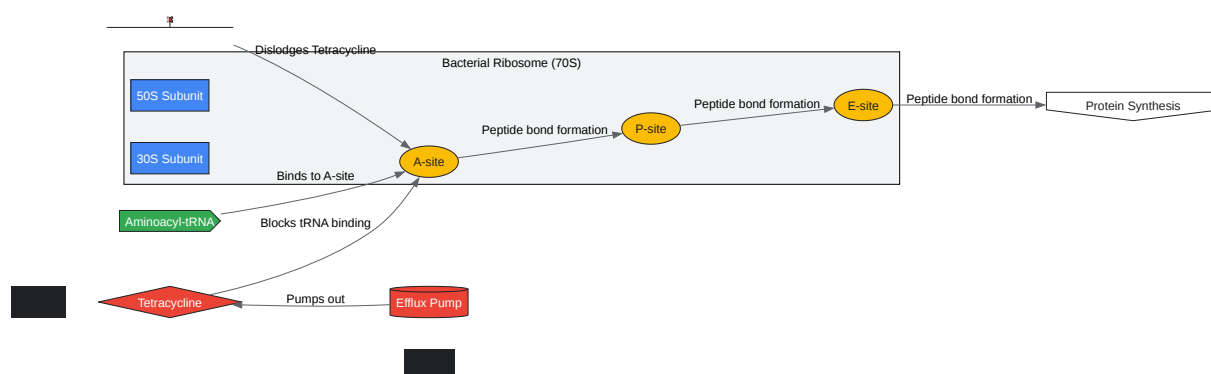 Dislodges Tetracycline
Bacterial Ribosome (70S)
50S Subunit
30S Subunit
Peptide bond formation
Peptide bond formation
Peptide bond formation
E-site
P-site
A-site
Protein Synthesis
Binds to A-site
Aminoacyl-tRNA
Blocks tRNA binding
Tetracycline
Pumps out
Efflux Pump